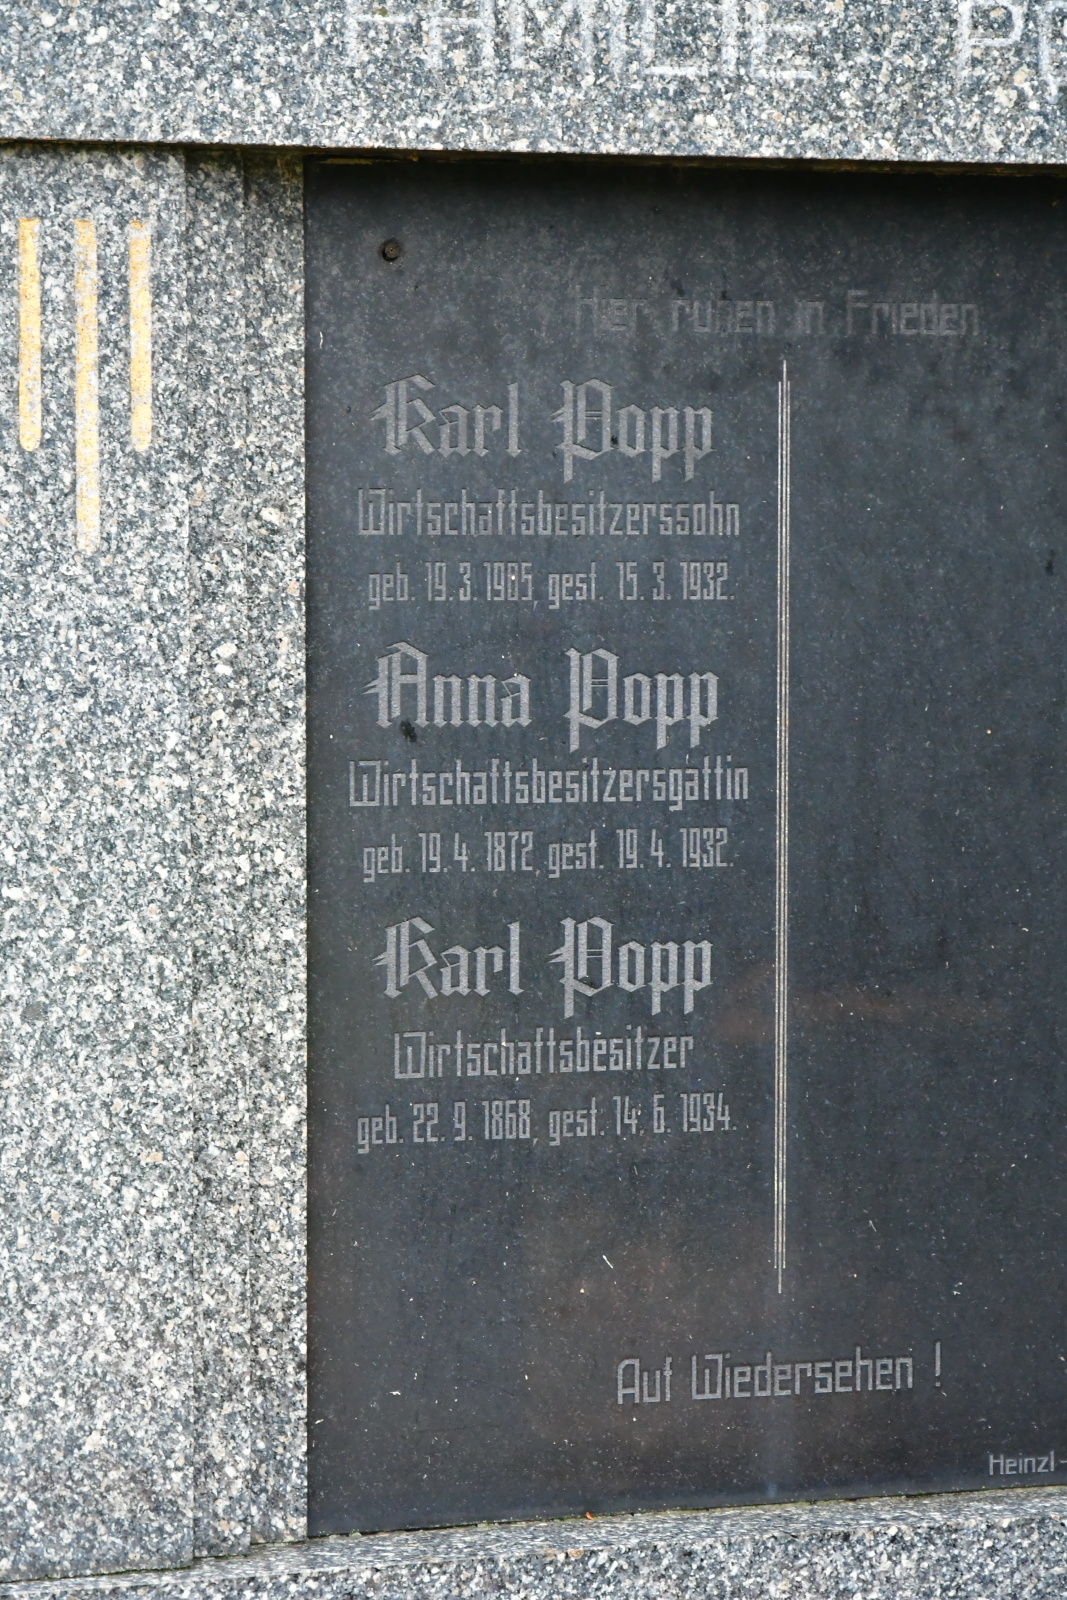 FAMILIE
Hier ruhen in Frieden
Karl Popp
Wirtschaftsbesitzerssohn
geb. 19. 3. 1905, gest. 15. 3. 1932.
Anna Popp
Wirtschaftsbesitzersgattin
geb. 19. 4. 1872, gest. 19. 4. 1932.
Karl Popp
Wirtschaftsbesitzer
geb. 22. 9. 1868, gest. 14. 6. 1934.
Auf Wiedersehen !
Heinzl -